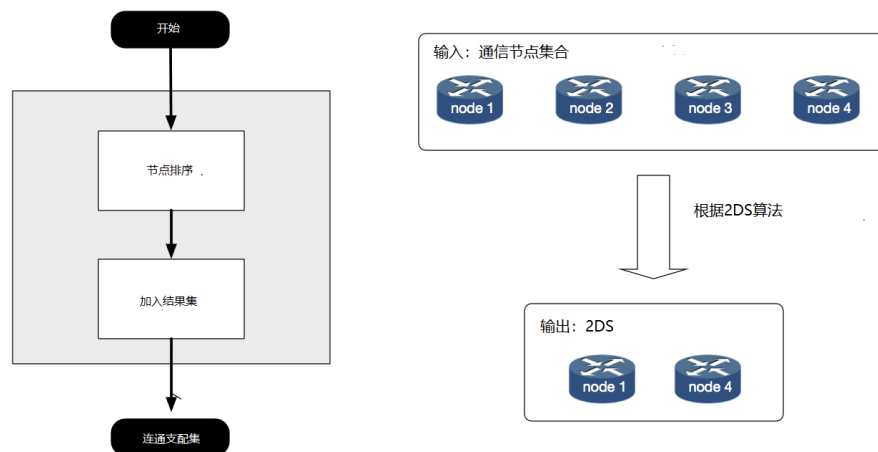 开始
节点排序
加入结果集
连通支配集
输入：通信节点集合
node 1
node 2
node 3
node 4
根据2DS算法
输出：2DS
node 1
node 4